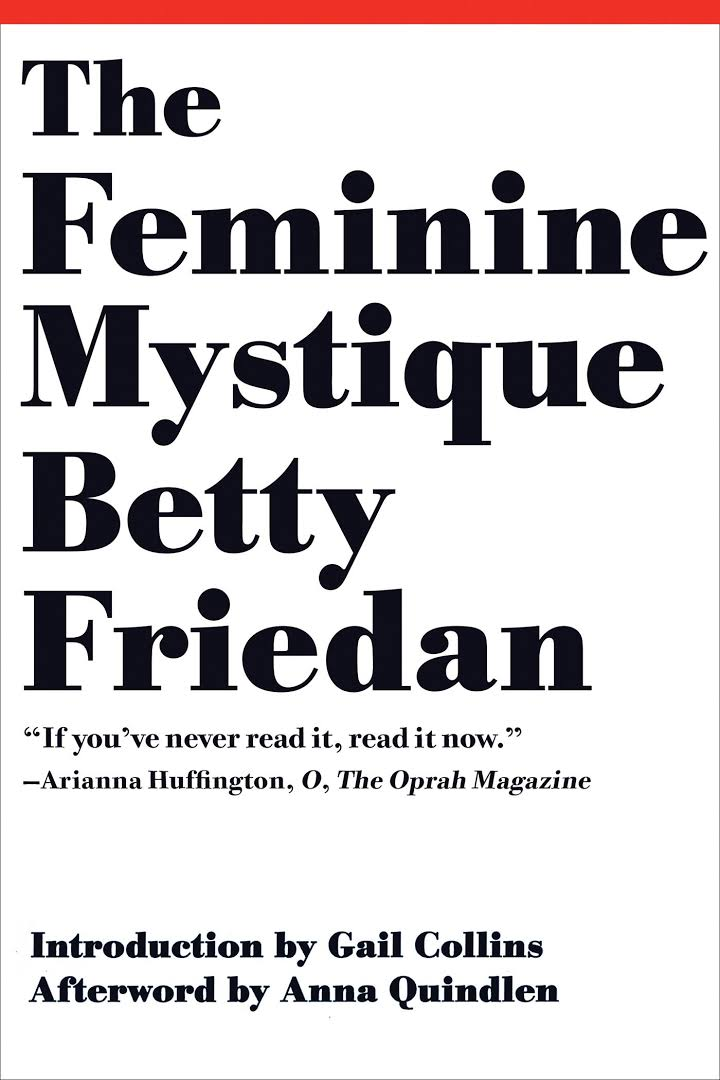 The
Feminine
Mystique
Betty
Friedan
“If you’ve never read it, read it now.”
–Arianna Huffington, O, The Oprah Magazine
Introduction by Gail Collins
Afterword by Anna Quindlen